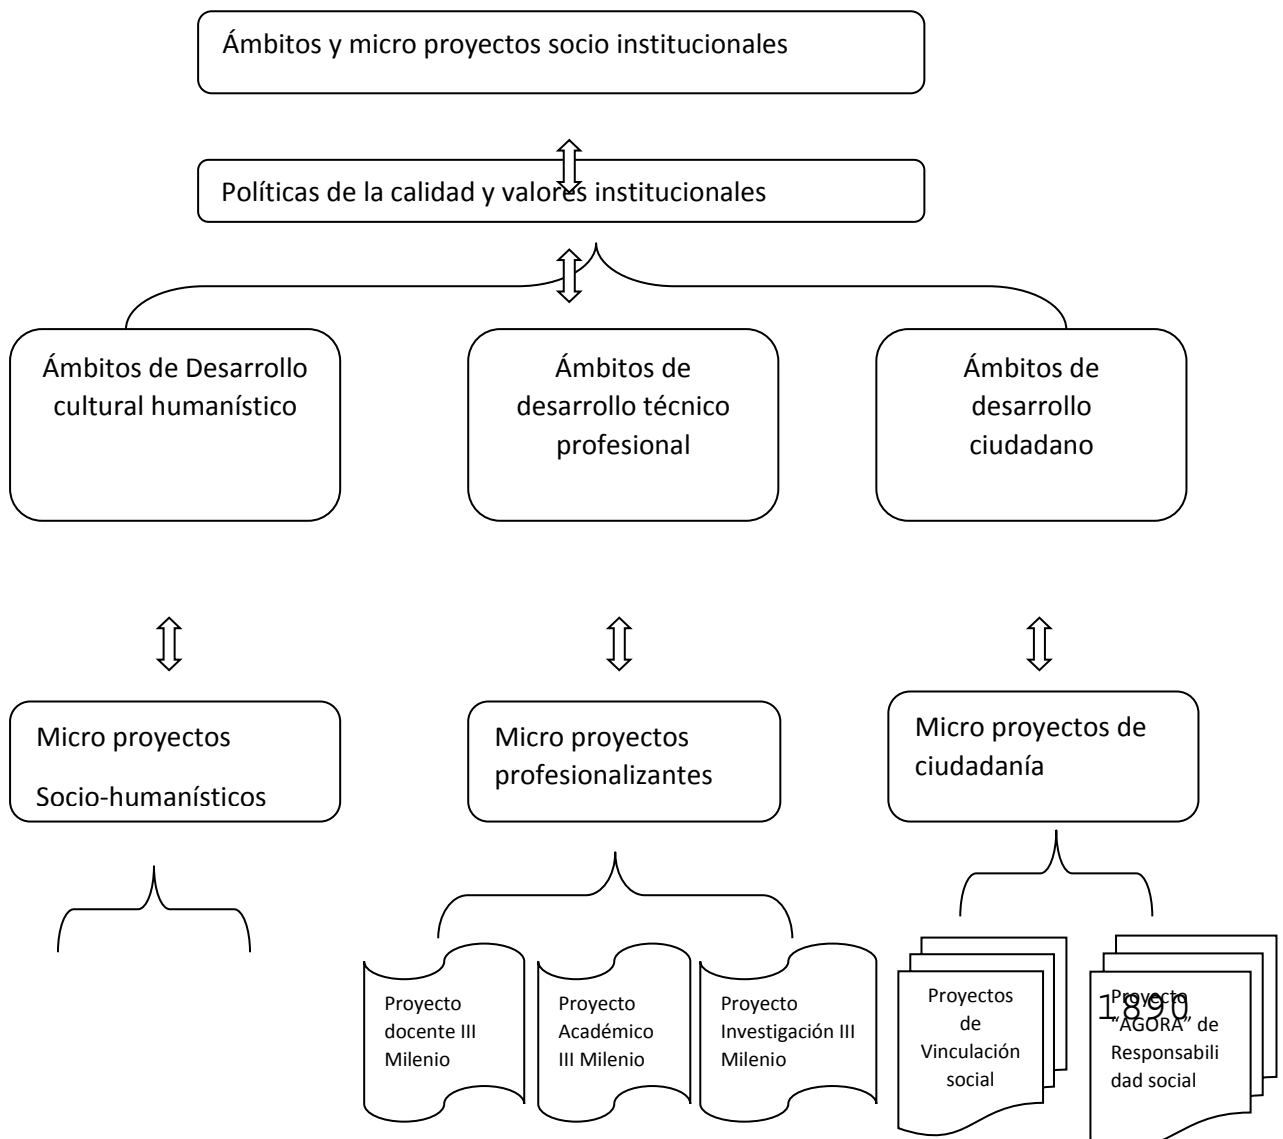 Ámbitos y micro proyectos socio institucionales
Políticas de la calidad y valores institucionales
Ámbitos de Desarrollo
cultural humanístico
Ámbitos de
desarrollo técnico
profesional
Ámbitos de
desarrollo
ciudadano
Micro proyectos
Socio-humanísticos
Micro proyectos
profesionalizantes
Micro proyectos de
ciudadanía
Proyecto
docente III
Milenio
Proyecto
Académico
III Milenio
Proyecto
Investigación III
Milenio
Proyectos
de
Vinculación
social
Proyecto
“AGORA” de
Responsabili
dad social
1890